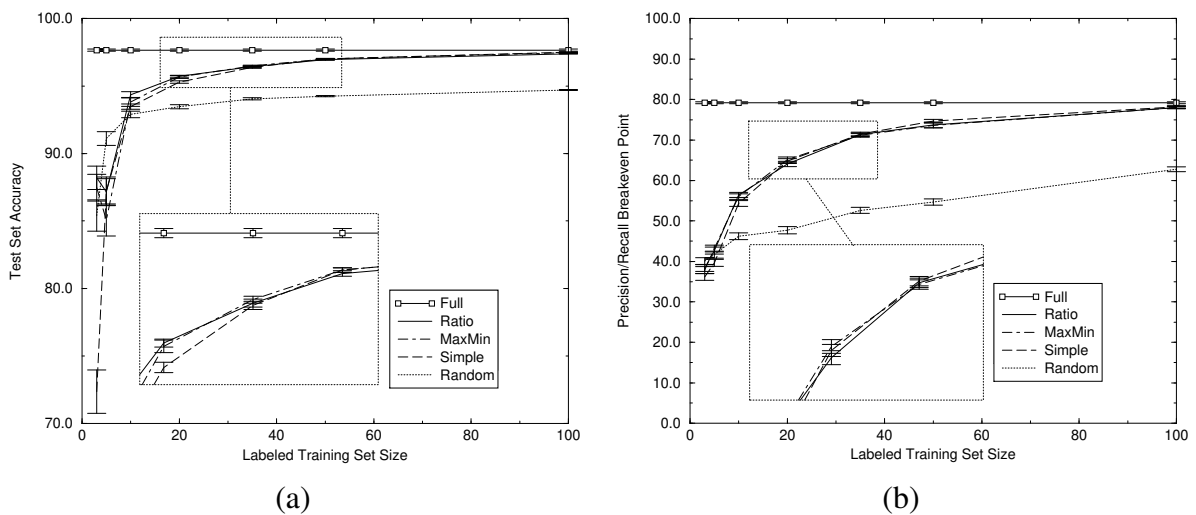 100.0
90.0
80.0
70.0
Test Set Accuracy
0 20 40 60 80 100
Labeled Training Set Size
Full
Ratio
MaxMin
Simple
Random
(a)
100.0
90.0
80.0
70.0
60.0
50.0
40.0
30.0
20.0
10.0
0.0
Precision/Recall Breakeven Point
0 20 40 60 80 100
Labeled Training Set Size
Full
Ratio
MaxMin
Simple
Random
(b)